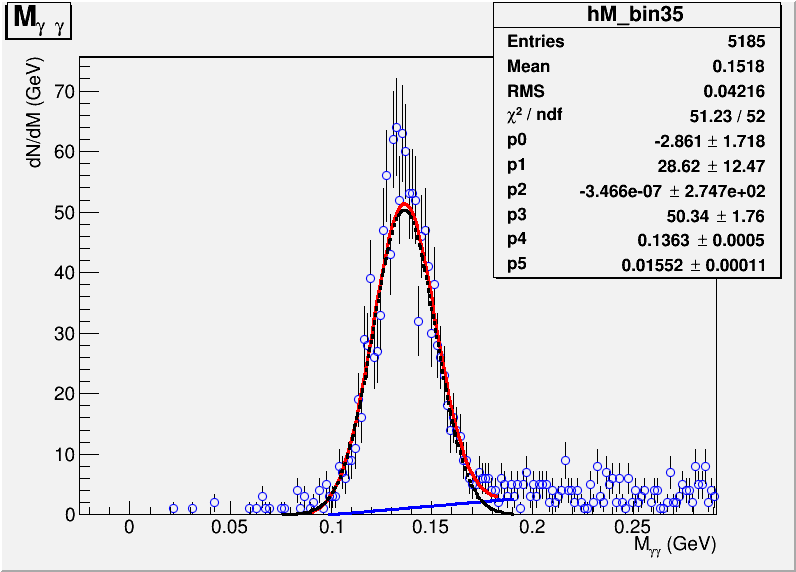 M γ γ
hM_bin35
Entries 5185
Mean 0.1518
RMS 0.04216
χ² / ndf 51.23 / 52
p0 -2.861 ± 1.718
p1 28.62 ± 12.47
p2 -3.466e-07 ± 2.747e+02
p3 50.34 ± 1.76
p4 0.1363 ± 0.0005
p5 0.01552 ± 0.00011
dN/dM (GeV)
70
60
50
40
30
20
10
0
0 0.05 0.1 0.15 0.2 0.25
Mγγ (GeV)